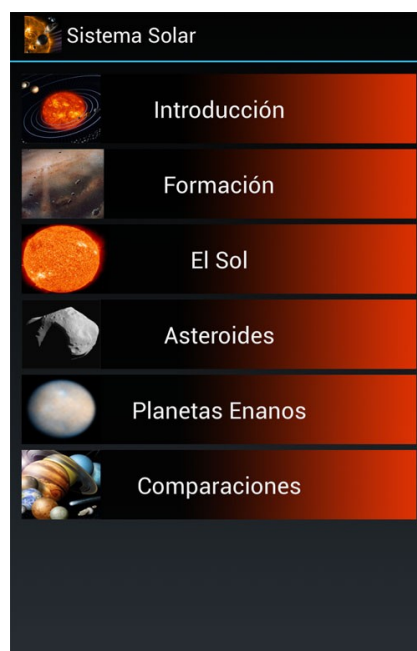 Sistema Solar
Introducción
Formación
El Sol
Asteroides
Planetas Enanos
Comparaciones